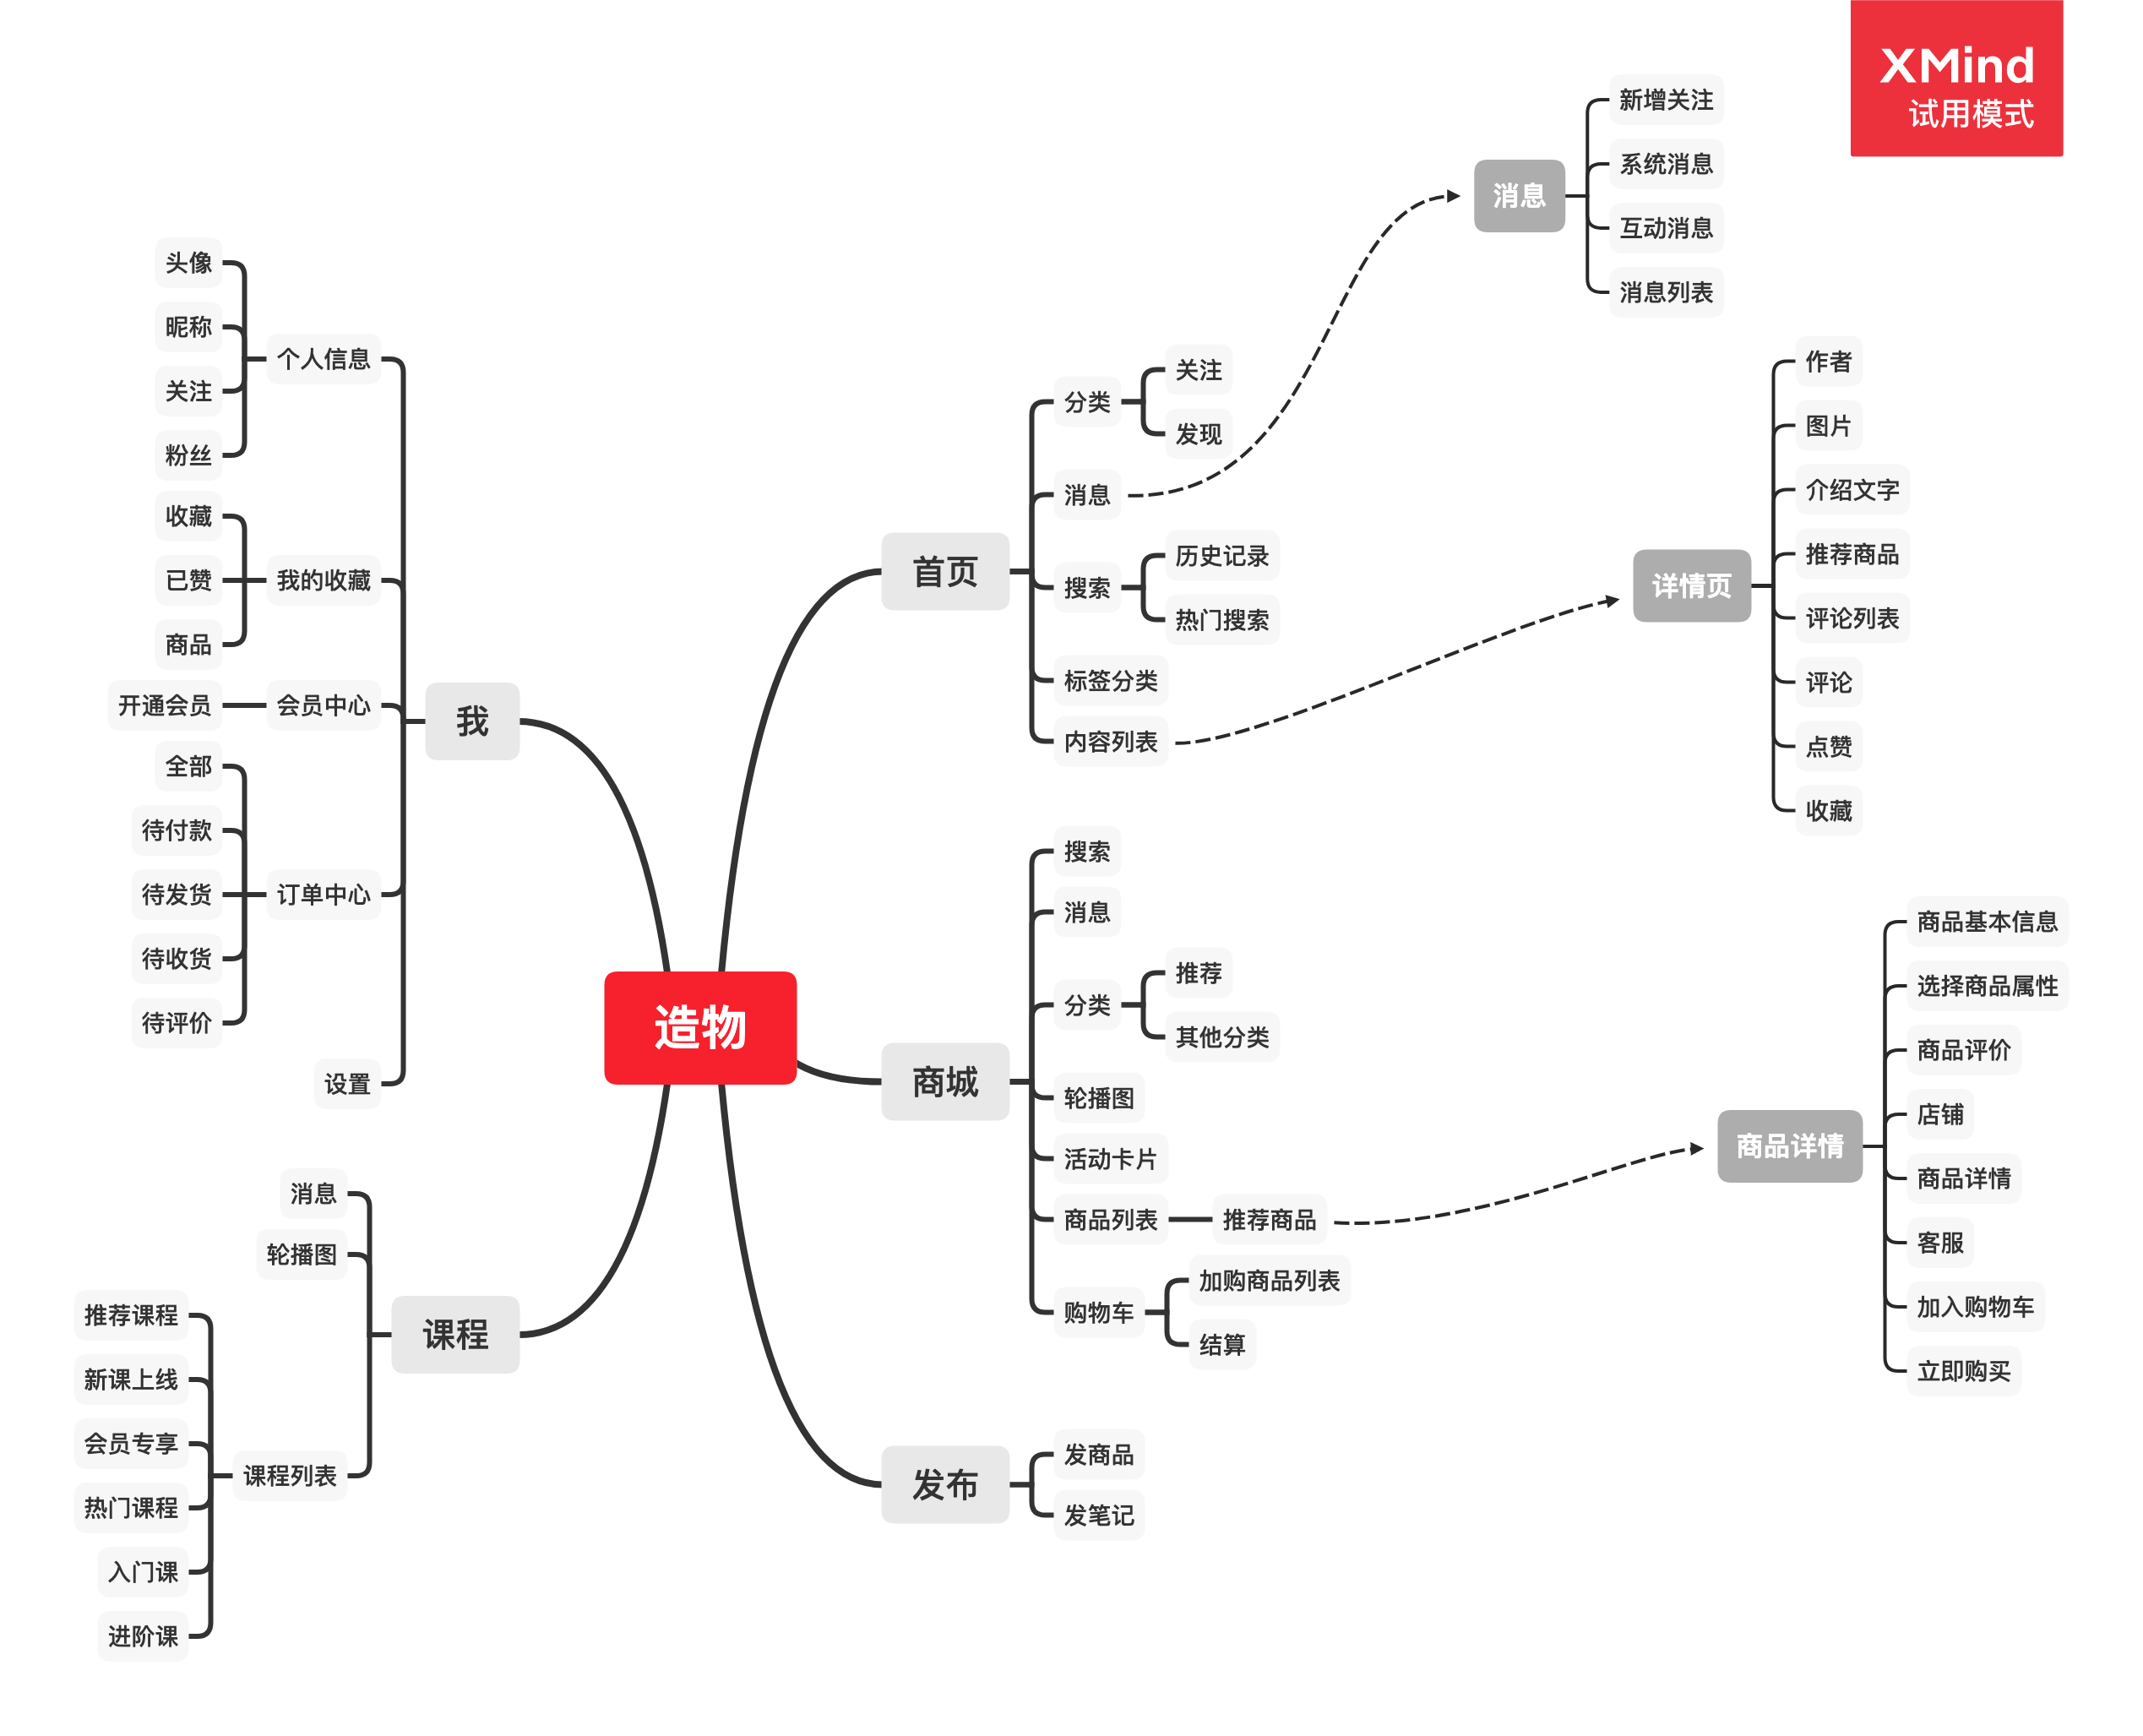 XMind
试用模式
造物
首页
分类
关注
发现
消息
搜索
历史记录
热门搜索
标签分类
内容列表
消息
新增关注
系统消息
互动消息
消息列表
详情页
作者
图片
介绍文字
推荐商品
评论列表
评论
点赞
收藏
商城
搜索
消息
分类
推荐
其他分类
轮播图
活动卡片
商品列表
推荐商品
购物车
加购商品列表
结算
商品详情
商品基本信息
选择商品属性
商品评价
店铺
商品详情
客服
加入购物车
立即购买
发布
发商品
发笔记
我
个人信息
头像
昵称
关注
粉丝
我的收藏
收藏
已赞
商品
会员中心
开通会员
订单中心
全部
待付款
待发货
待收货
待评价
设置
课程
消息
轮播图
课程列表
推荐课程
新课上线
会员专享
热门课程
入门课
进阶课